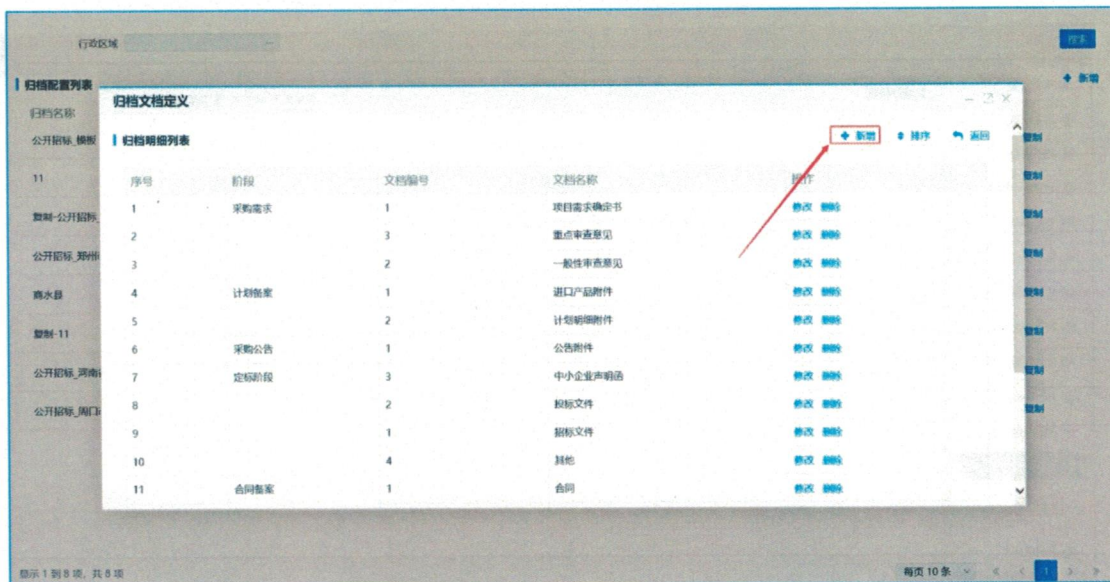 行政区域
搜索
归档配置列表
新增
归档名称
公开招标_模板
复制
11
复制
复制-公开招标_
复制
公开招标_郑州
复制
商水县
复制
复制-11
复制
公开招标_河南
复制
公开招标_周口
复制
归档文档定义
归档明细列表
新增 排序 返回
序号 阶段 文档编号 文档名称 操作
1 采购需求 1 项目需求确定书 修改 删除
2 3 重点审查意见 修改 删除
3 2 一般性审查意见 修改 删除
4 计划备案 1 进口产品附件 修改 删除
5 2 计划明细附件 修改 删除
6 采购公告 1 公告附件 修改 删除
7 定标阶段 3 中小企业声明函 修改 删除
8 2 投标文件 修改 删除
9 1 招标文件 修改 删除
10 4 其他 修改 删除
11 合同备案 1 合同 修改 删除
显示 1 到 8 项, 共 8 项
每页 10 条 1